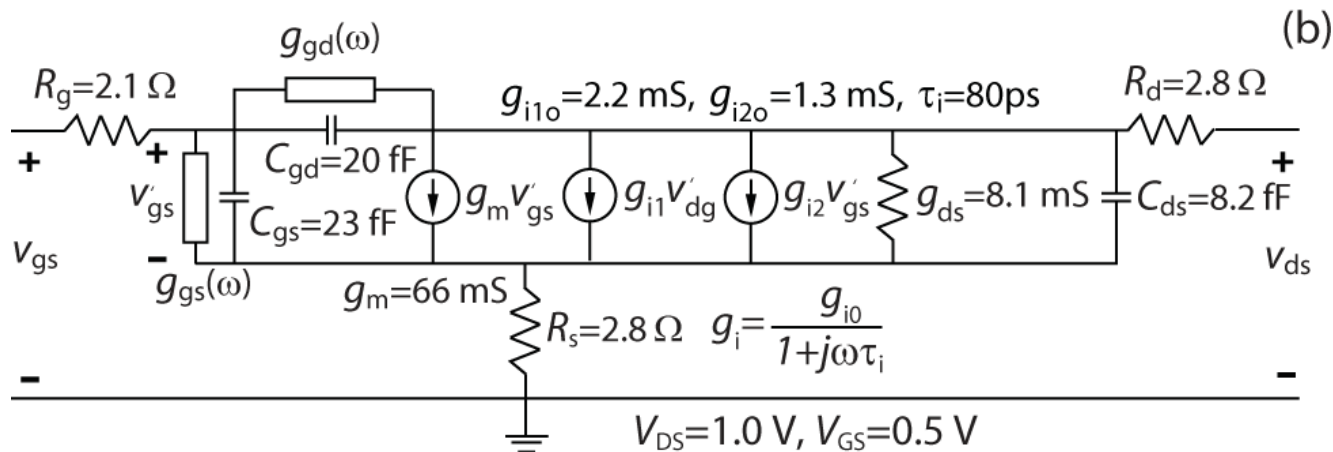 (b)
g_gd(ω)
R_g=2.1 Ω
g_i1o=2.2 mS, g_i2o=1.3 mS, τ_i=80ps
R_d=2.8 Ω
+
+
C_gd=20 fF
+
v'_gs
C_gs=23 fF
g_m v'_gs
g_i1 v'_dg
g_i2 v'_gs
g_ds=8.1 mS
C_ds=8.2 fF
v_gs
−
v_ds
g_gs(ω)
g_m=66 mS
R_s=2.8 Ω
g_i= g_i0
1+jωτ_i
−
−
V_DS=1.0 V, V_GS=0.5 V